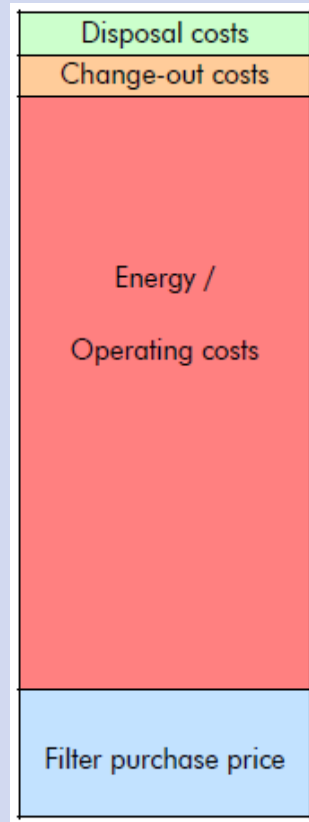 Disposal costs
Change-out costs
Energy /
Operating costs
Filter purchase price